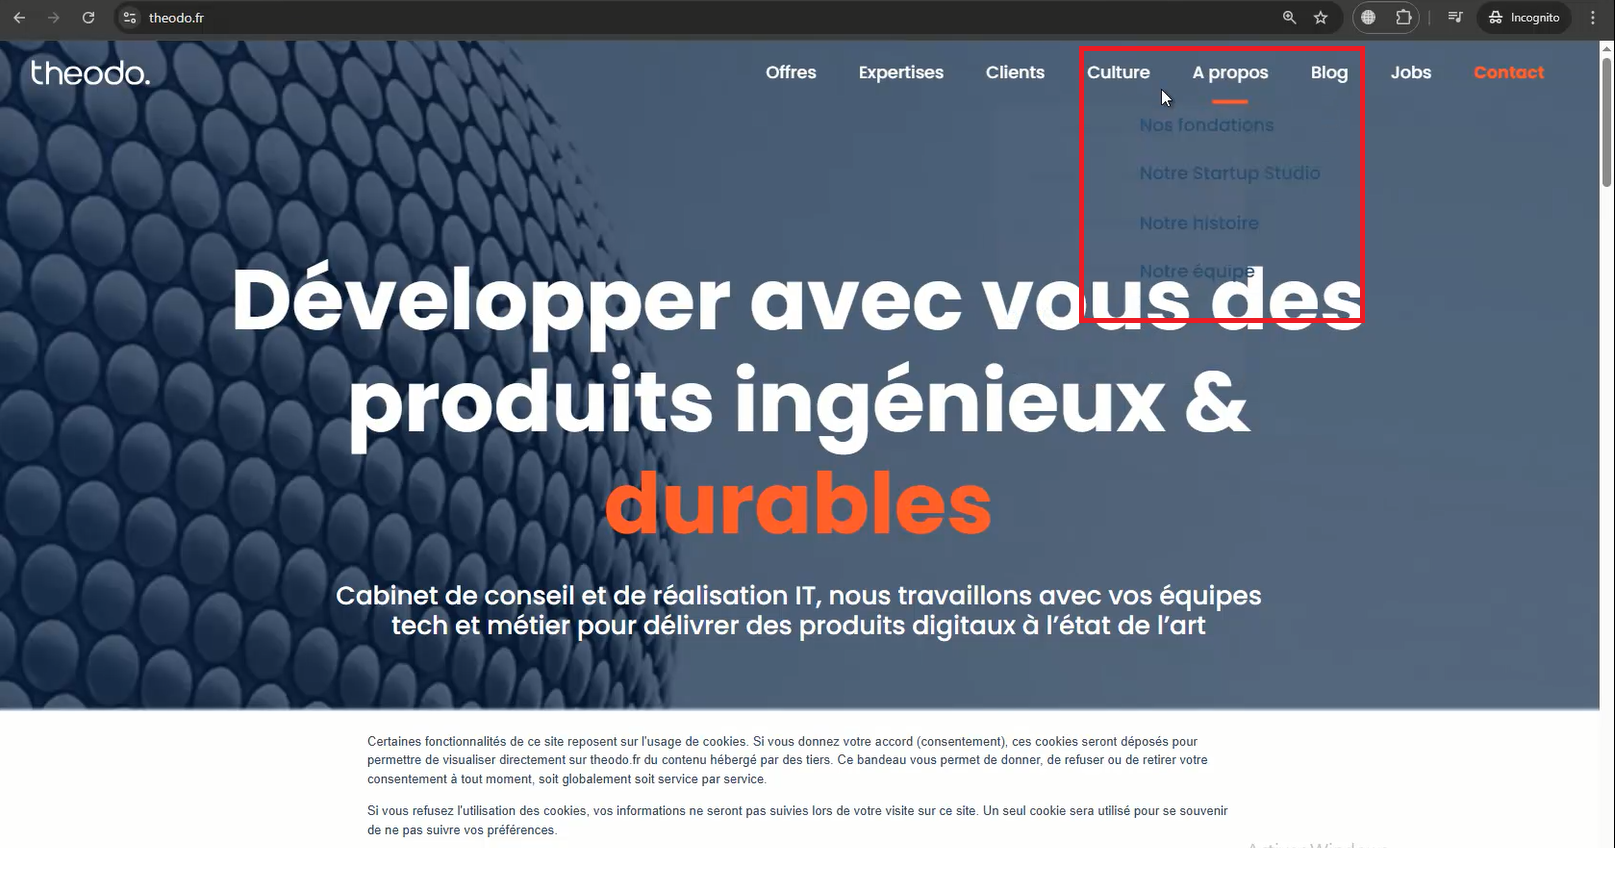 theodo.fr
Incognito
theodo.
Offres Expertises Clients Culture A propos Blog Jobs Contact
Nos fondations
Notre Startup Studio
Notre histoire
Notre équipe
Développer avec vous des
produits ingénieux &
durables
Cabinet de conseil et de réalisation IT, nous travaillons avec vos équipes
tech et métier pour délivrer des produits digitaux à l’état de l’art
Certaines fonctionnalités de ce site reposent sur l'usage de cookies. Si vous donnez votre accord (consentement), ces cookies seront déposés pour
permettre de visualiser directement sur theodo.fr du contenu hébergé par des tiers. Ce bandeau vous permet de donner, de refuser ou de retirer votre
consentement à tout moment, soit globalement soit service par service.
Si vous refusez l'utilisation des cookies, vos informations ne seront pas suivies lors de votre visite sur ce site. Un seul cookie sera utilisé pour se souvenir
de ne pas suivre vos préférences.